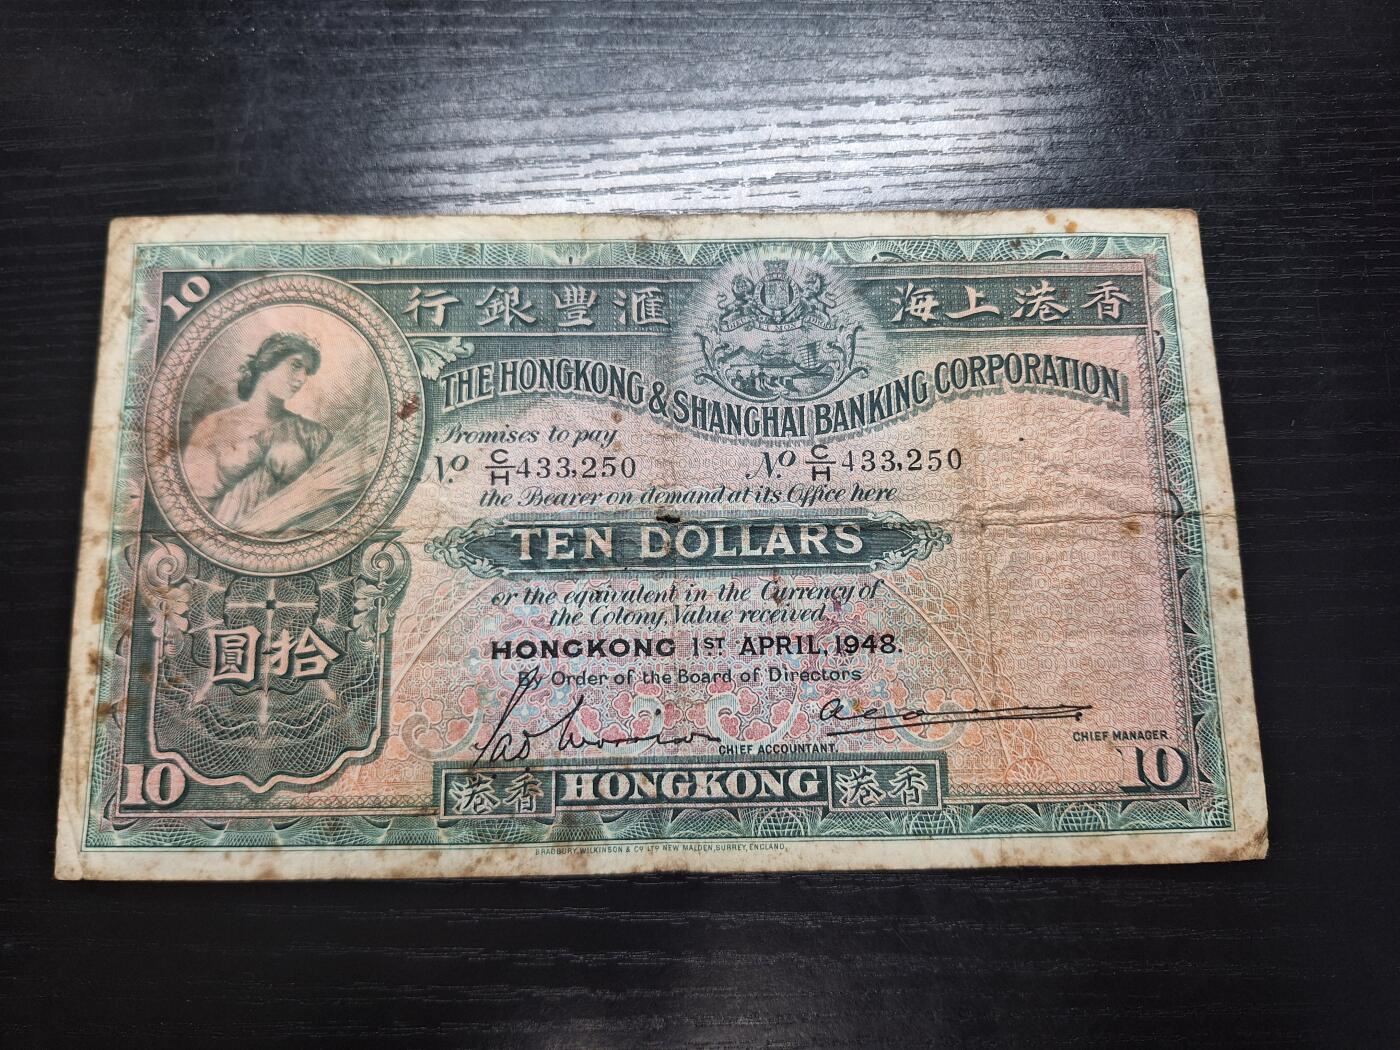 10
行銀豐滙 海上港香
THE HONGKONG & SHANGHAI BANKING CORPORATION
Promises to pay
No. C/H 433,250 No. C/H 433,250
the Bearer on demand at its Office here
TEN DOLLARS
or the equivalent in the Currency of
the Colony, Value received.
圓拾
HONGKONG 1ST APRIL, 1948.
By Order of the Board of Directors
CHIEF ACCOUNTANT.
CHIEF MANAGER.
10 10
港香 HONGKONG 港香
BRADBURY, WILKINSON & Co LTD NEW MALDEN, SURREY, ENGLAND.